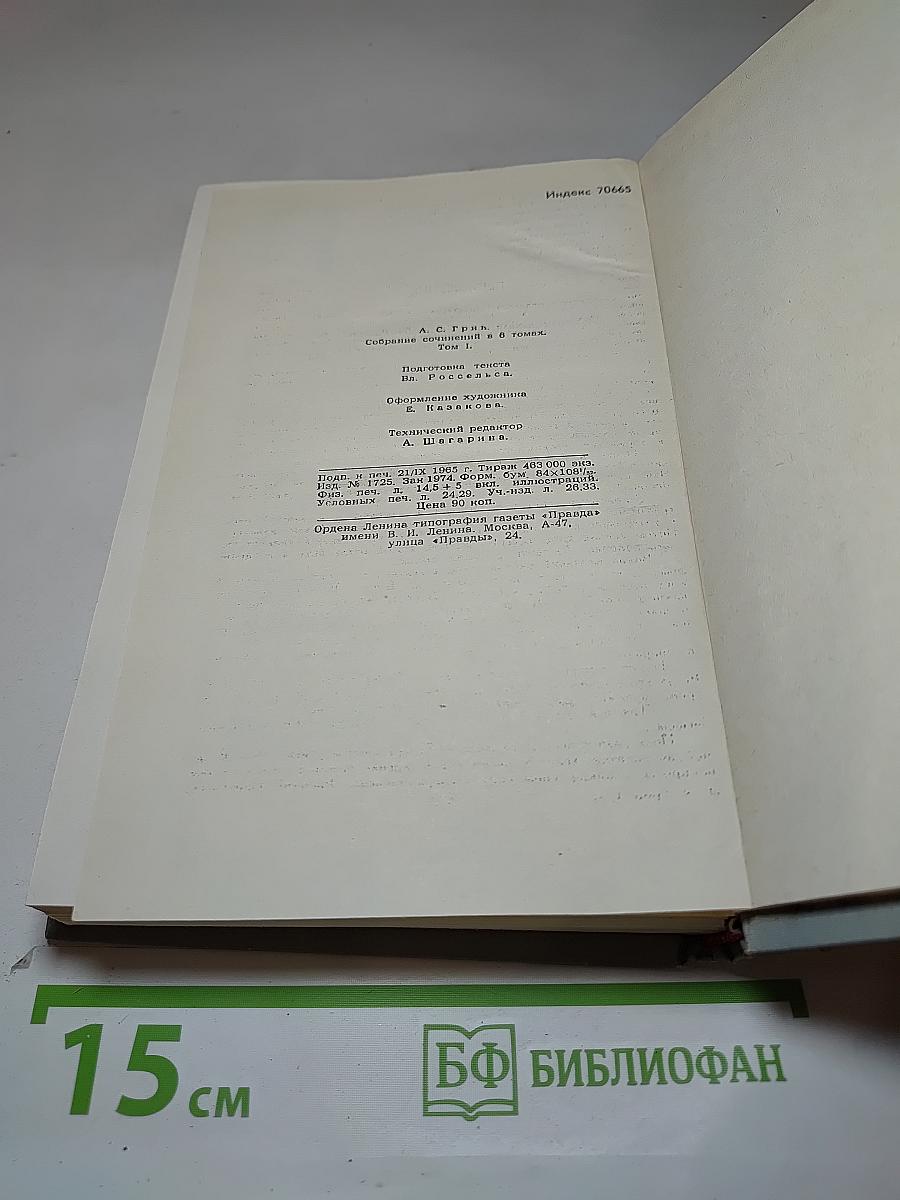 Индекс 70665
А. С. Грин.
Собрание сочинений в 6 томах.
Том I.
Подготовка текста
Вл. Россельса.
Оформление художника
Е. Казакова.
Технический редактор
А. Шагарина.
Подп. к печ. 21/IX 1965 г. Тираж 463 000 экз.
Изд. № 1725. Зак 1974. Форм. бум. 84×108¹/₃₂.
Физ. печ. л. 14,5 + 5 вкл. иллюстраций.
Условных печ. л. 24,29. Уч.-изд. л. 26,33.
Цена 90 коп.
Ордена Ленина типография газеты «Правда»
имени В. И. Ленина. Москва, А-47,
улица «Правды», 24.
15 см
БФ БИБЛИОФАН